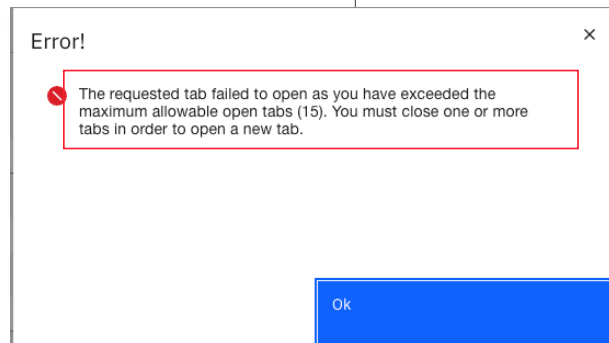 Error!
The requested tab failed to open as you have exceeded the
maximum allowable open tabs (15). You must close one or more
tabs in order to open a new tab.
Ok